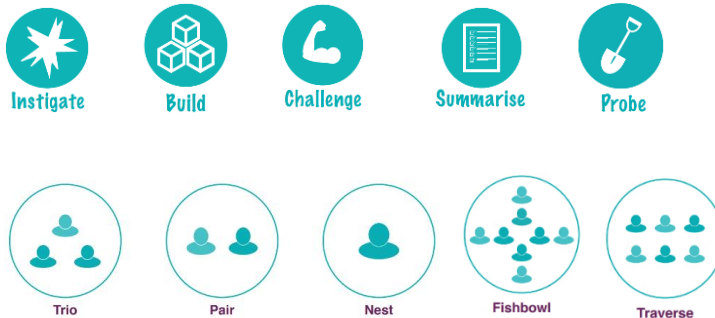 Instigate
Build
Challenge
Summarise
Probe
Trio
Pair
Nest
Fishbowl
Traverse